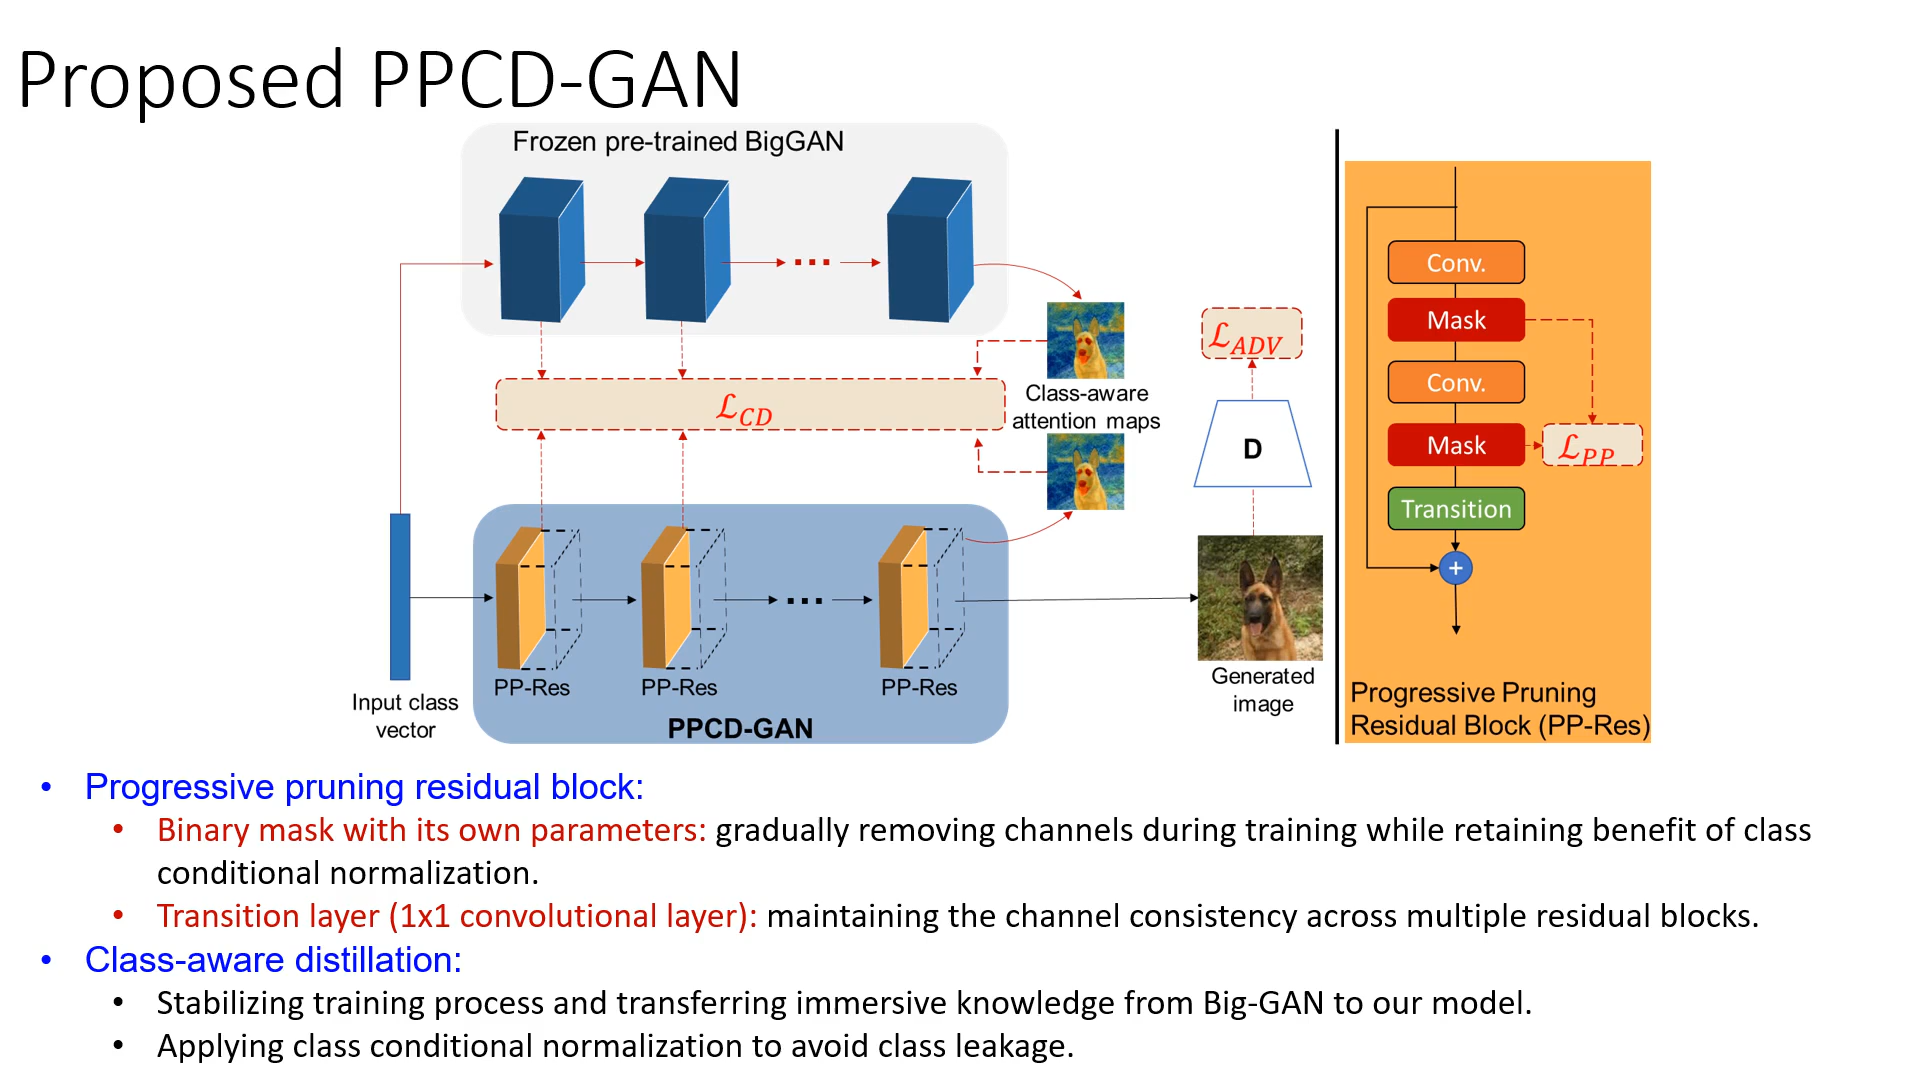 Proposed PPCD-GAN
Frozen pre-trained BigGAN
ℒCD
Class-aware
attention maps
ℒADV
D
Input class
vector
PP-Res
PP-Res
PP-Res
PPCD-GAN
Generated
image
Conv.
Mask
Conv.
Mask
ℒPP
Transition
+
Progressive Pruning
Residual Block (PP-Res)
• Progressive pruning residual block:
• Binary mask with its own parameters: gradually removing channels during training while retaining benefit of class
conditional normalization.
• Transition layer (1x1 convolutional layer): maintaining the channel consistency across multiple residual blocks.
• Class-aware distillation:
• Stabilizing training process and transferring immersive knowledge from Big-GAN to our model.
• Applying class conditional normalization to avoid class leakage.